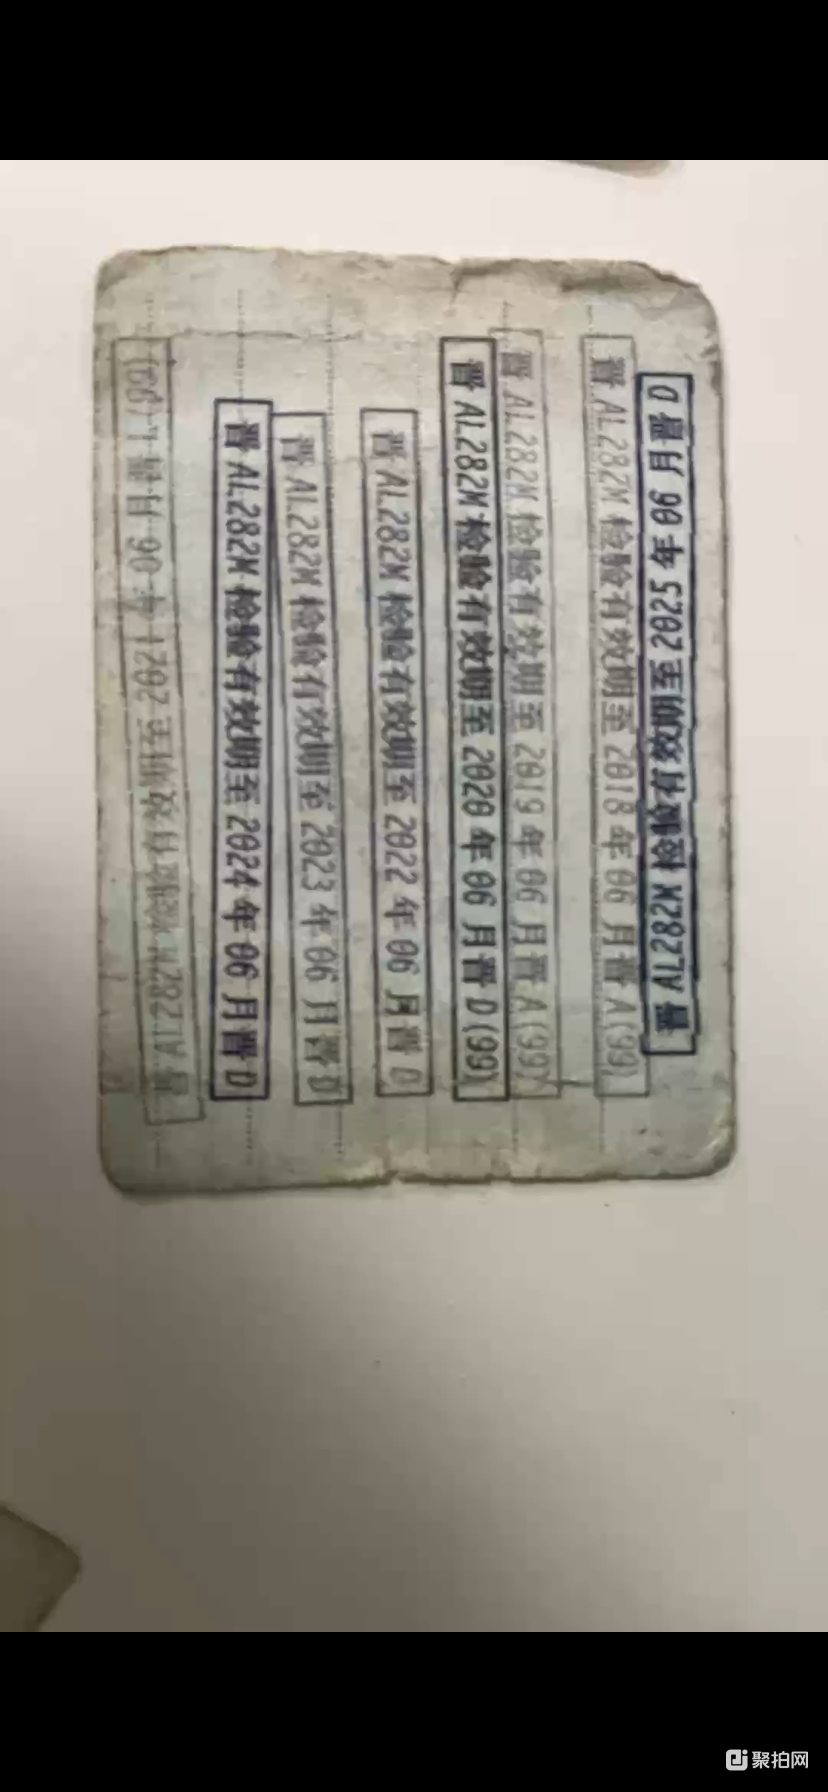 晋AL282M检验有效期至2025年06月晋D
晋AL282M检验有效期至2018年06月晋A(99)
晋AL282M检验有效期至2019年06月晋A(99)
晋AL282M检验有效期至2020年06月晋D(99)
晋AL282M检验有效期至2022年06月晋D
晋AL282M检验有效期至2023年06月晋D
晋AL282M检验有效期至2024年06月晋D
晋AL282M检验有效期至2021年06月晋L(99)
聚拍网